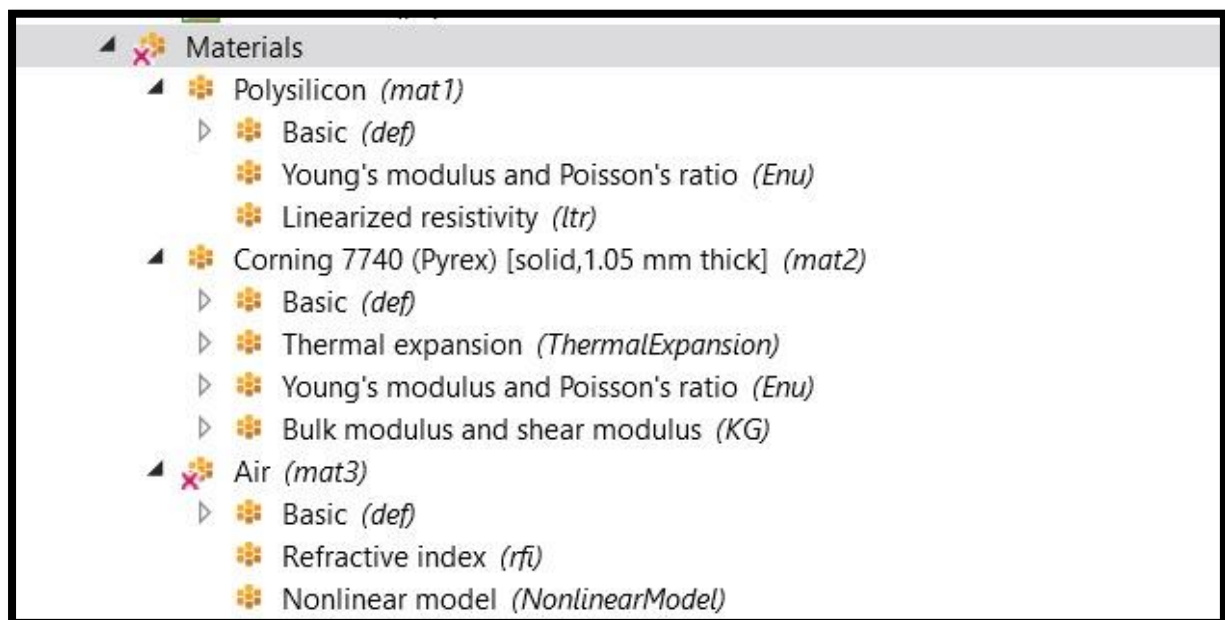 Materials
Polysilicon (mat1)
Basic (def)
Young's modulus and Poisson's ratio (Enu)
Linearized resistivity (ltr)
Corning 7740 (Pyrex) [solid,1.05 mm thick] (mat2)
Basic (def)
Thermal expansion (ThermalExpansion)
Young's modulus and Poisson's ratio (Enu)
Bulk modulus and shear modulus (KG)
Air (mat3)
Basic (def)
Refractive index (rfi)
Nonlinear model (NonlinearModel)